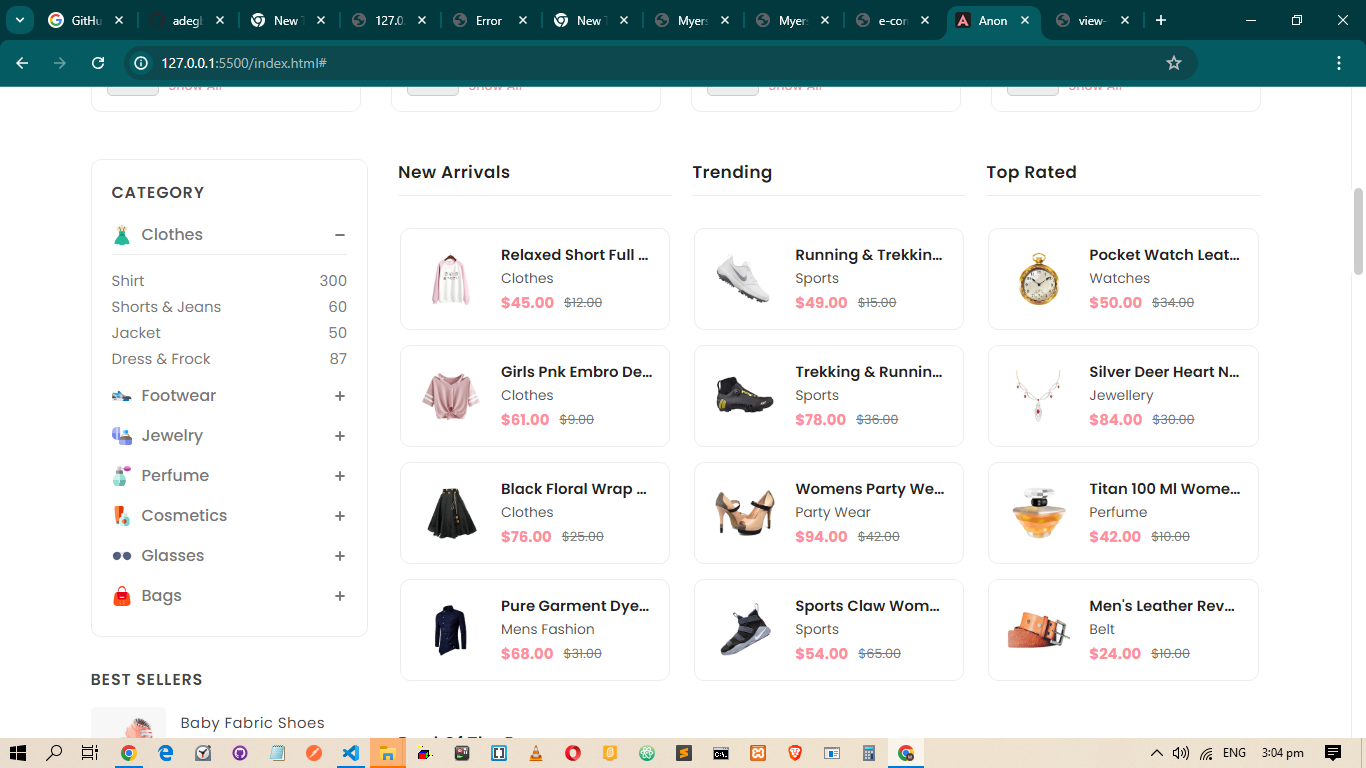 GitHu
adegb
New T
127.0.
Error
New T
Myers
Myers
e-con
Anon
view-
127.0.0.1:5500/index.html#
Show All
Show All
Show All
Show All
CATEGORY
Clothes
Shirt 300
Shorts & Jeans 60
Jacket 50
Dress & Frock 87
Footwear
Jewelry
Perfume
Cosmetics
Glasses
Bags
BEST SELLERS
Baby Fabric Shoes
New Arrivals
Relaxed Short Full ...
Clothes
$45.00 $12.00
Girls Pnk Embro De...
Clothes
$61.00 $9.00
Black Floral Wrap ...
Clothes
$76.00 $25.00
Pure Garment Dye...
Mens Fashion
$68.00 $31.00
Trending
Running & Trekkin...
Sports
$49.00 $15.00
Trekking & Runnin...
Sports
$78.00 $36.00
Womens Party We...
Party Wear
$94.00 $42.00
Sports Claw Wom...
Sports
$54.00 $65.00
Top Rated
Pocket Watch Leat...
Watches
$50.00 $34.00
Silver Deer Heart N...
Jewellery
$84.00 $30.00
Titan 100 Ml Wome...
Perfume
$42.00 $10.00
Men's Leather Rev...
Belt
$24.00 $10.00
ENG 3:04 pm